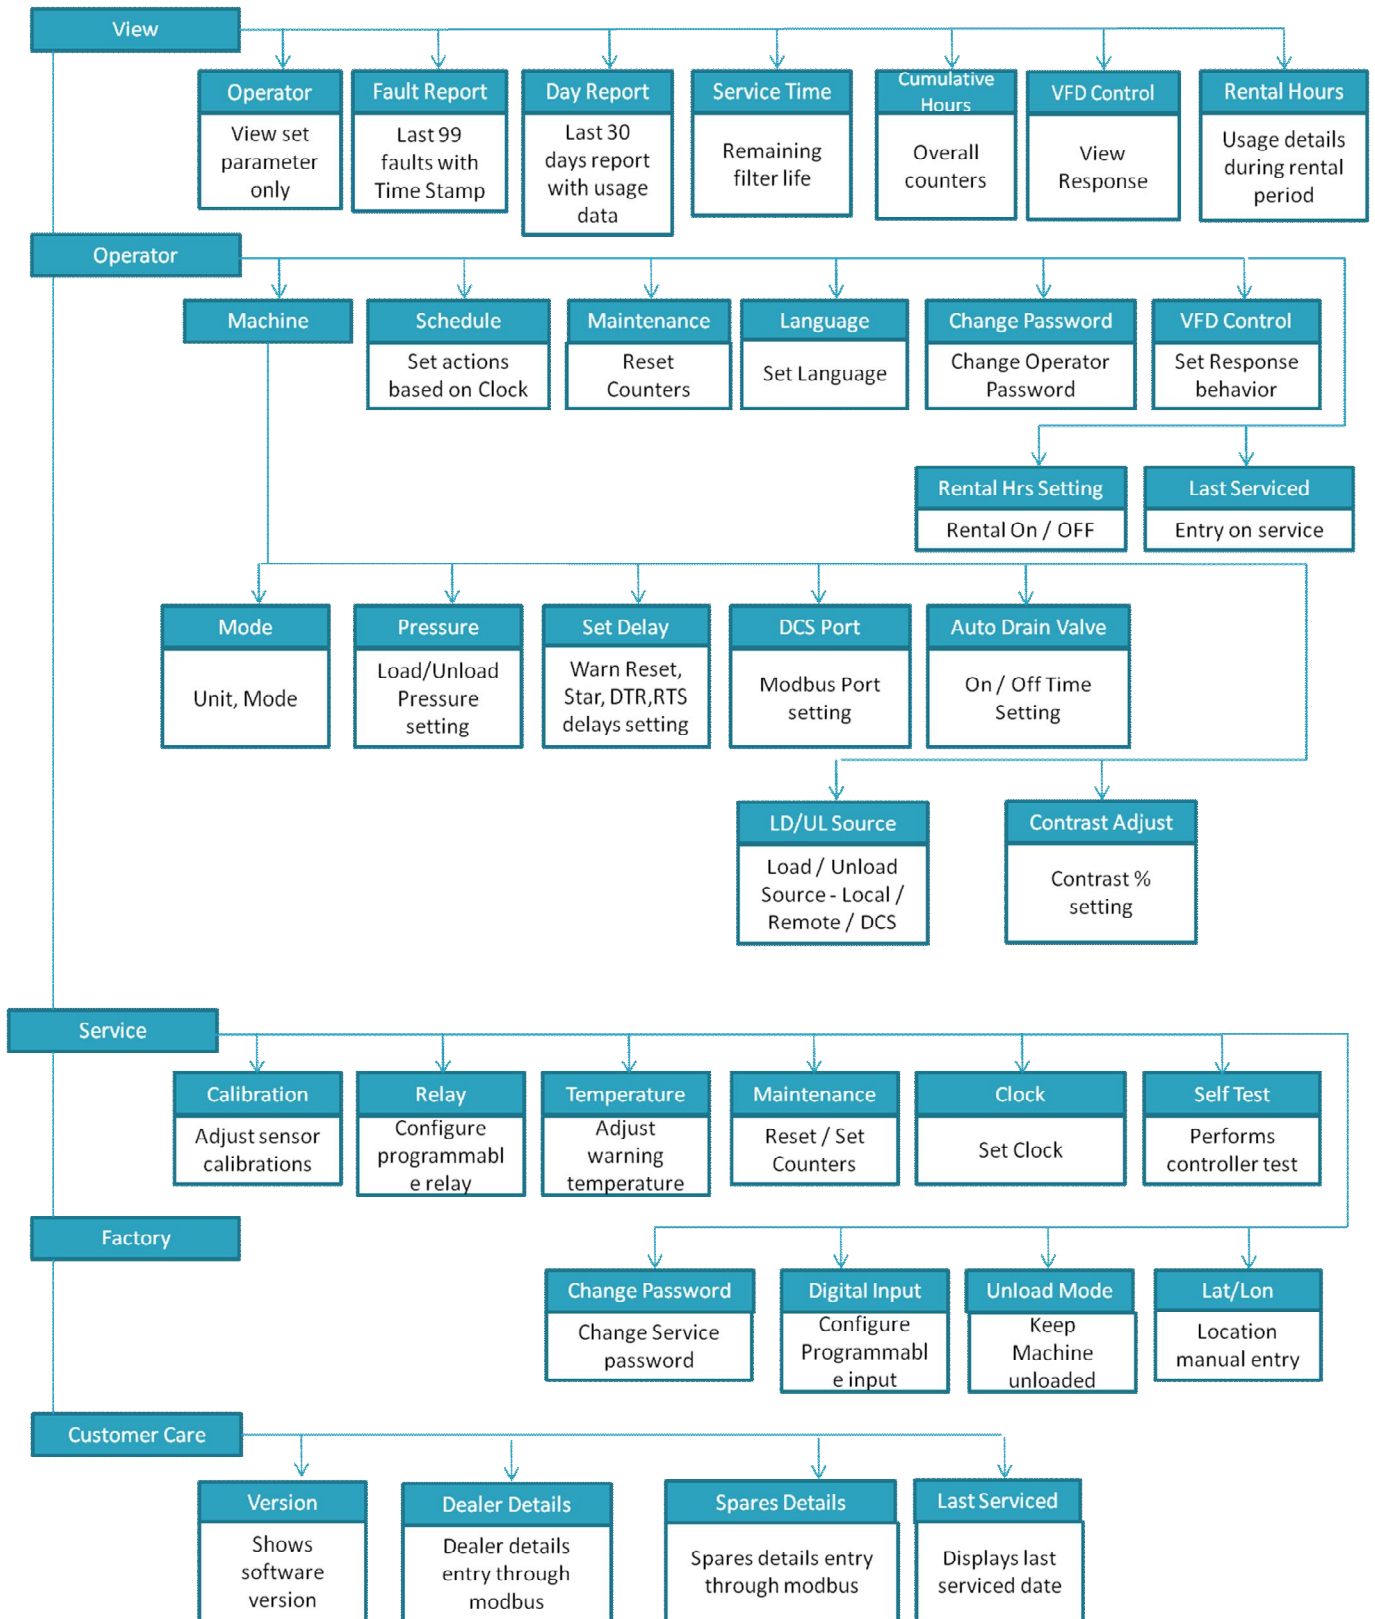 View
Operator
View set
parameter
only
Fault Report
Last 99
faults with
Time Stamp
Day Report
Last 30
days report
with usage
data
Service Time
Remaining
filter life
Cumulative
Hours
Overall
counters
VFD Control
View
Response
Rental Hours
Usage details
during rental
period
Operator
Machine
Schedule
Set actions
based on Clock
Maintenance
Reset
Counters
Language
Set Language
Change Password
Change Operator
Password
VFD Control
Set Response
behavior
Rental Hrs Setting
Rental On / OFF
Last Serviced
Entry on service
Mode
Unit, Mode
Pressure
Load/Unload
Pressure
setting
Set Delay
Warn Reset,
Star, DTR,RTS
delays setting
DCS Port
Modbus Port
setting
Auto Drain Valve
On / Off Time
Setting
LD/UL Source
Load / Unload
Source - Local /
Remote / DCS
Contrast Adjust
Contrast %
setting
Service
Calibration
Adjust sensor
calibrations
Relay
Configure
programmabl
e relay
Temperature
Adjust
warning
temperature
Maintenance
Reset / Set
Counters
Clock
Set Clock
Self Test
Performs
controller test
Factory
Change Password
Change Service
password
Digital Input
Configure
Programmabl
e input
Unload Mode
Keep
Machine
unloaded
Lat/Lon
Location
manual entry
Customer Care
Version
Shows
software
version
Dealer Details
Dealer details
entry through
modbus
Spares Details
Spares details entry
through modbus
Last Serviced
Displays last
serviced date